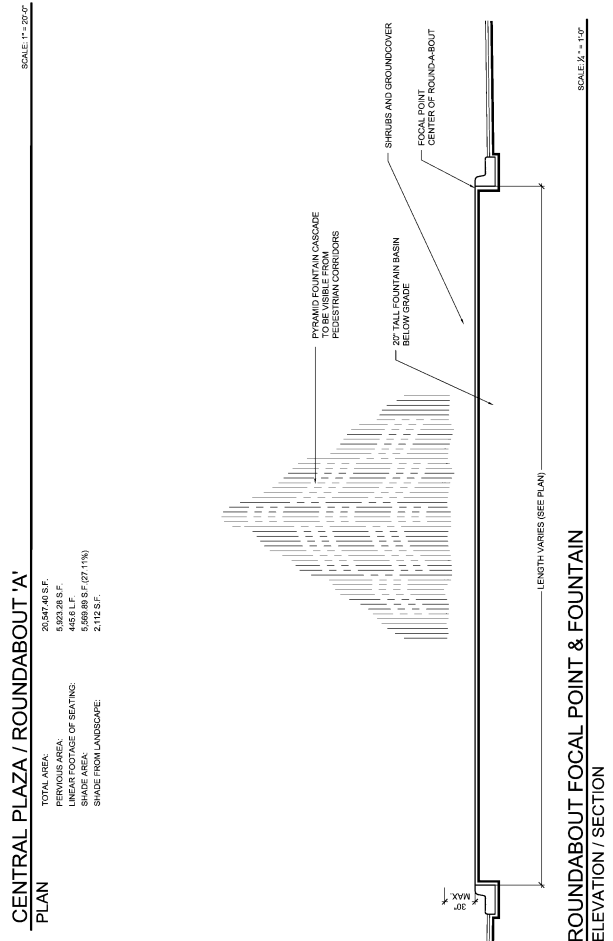 CENTRAL PLAZA / ROUNDABOUT 'A'
PLAN
SCALE: 1" = 20'-0"
TOTAL AREA: 20,547.40 S.F.
PERVIOUS AREA: 5,923.28 S.F.
LINEAR FOOTAGE OF SEATING: 445.6 L.F.
SHADE AREA: 5,569.89 S.F.(27.11%)
SHADE FROM LANDSCAPE: 2,112 S.F.
PYRAMID FOUNTAIN CASCADE
TO BE VISIBLE FROM
PEDESTRIAN CORRIDORS
SHRUBS AND GROUNDCOVER
FOCAL POINT
CENTER OF ROUND-A-BOUT
20" TALL FOUNTAIN BASIN
BELOW GRADE
30"
MAX.
LENGTH VARIES (SEE PLAN)
ROUNDABOUT FOCAL POINT & FOUNTAIN
ELEVATION / SECTION
SCALE: ¼" = 1'-0"